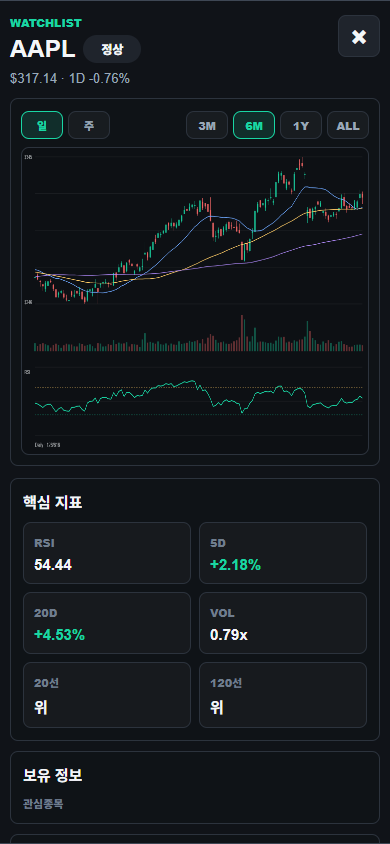 WATCHLIST
AAPL 정상
$317.14 · 1D -0.76%
일 주 3M 6M 1Y ALL
RSI
핵심 지표
RSI 5D
54.44 +2.18%
20D VOL
+4.53% 0.79x
20선 120선
위 위
보유 정보
관심종목